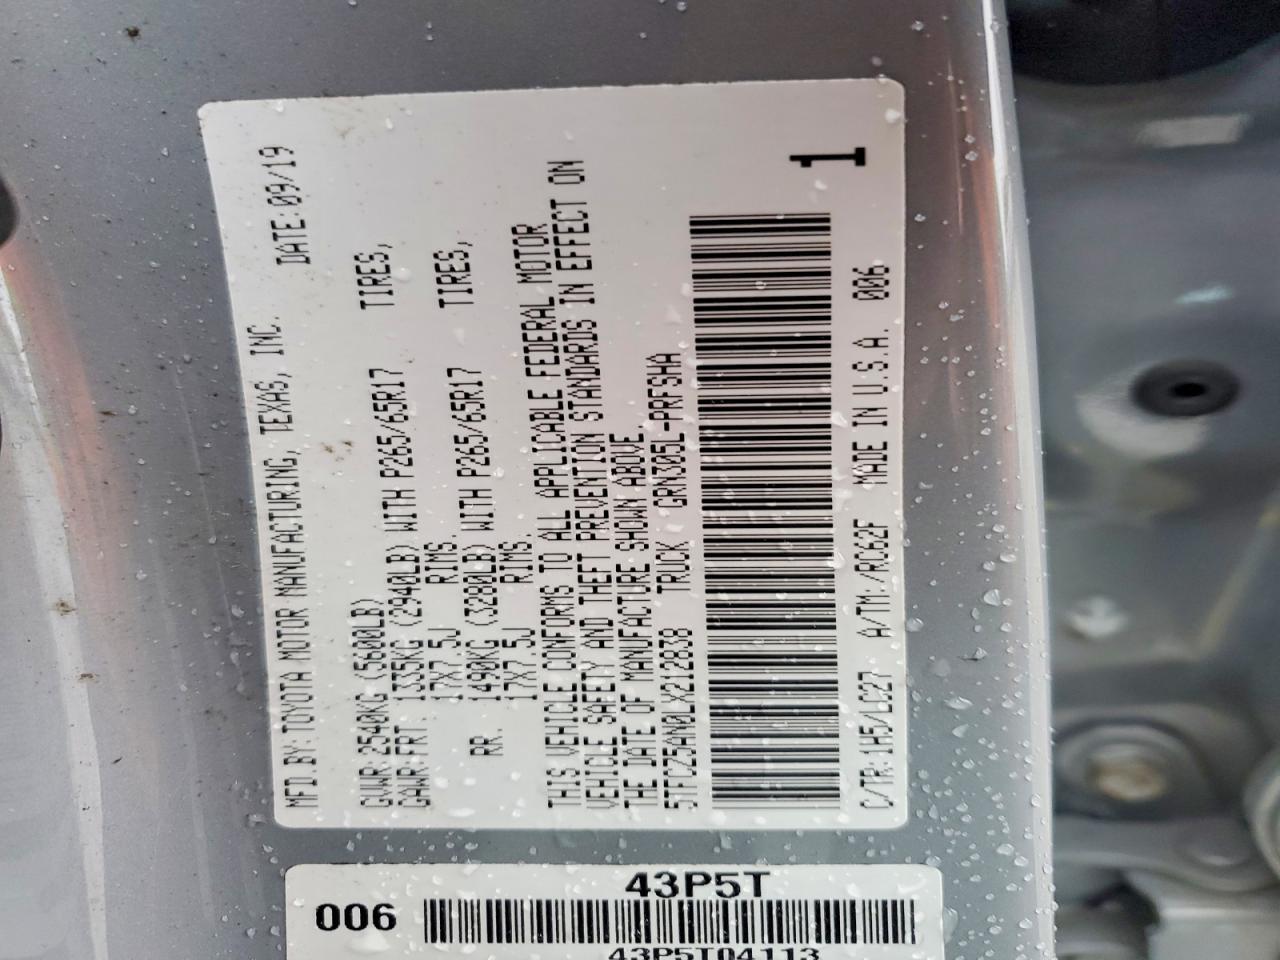 MFD.BY:TOYOTA MOTOR MANUFACTURING, TEXAS, INC. DATE:09/19
GVWR:2540KG (5600LB)
GAWR:FRT. 1335KG (2940LB) WITH P265/65R17 TIRES,
17X7.5J RIMS.
RR. 1490KG (3280LB) WITH P265/65R17 TIRES,
17X7.5J RIMS.
THIS VEHICLE CONFORMS TO ALL APPLICABLE FEDERAL MOTOR
VEHICLE SAFETY AND THEFT PREVENTION STANDARDS IN EFFECT ON
THE DATE OF MANUFACTURE SHOWN ABOVE
5TFCZ5AN0LX212838 TRUCK GRN305L-PRFSHA
1
C/TR:1H5/LC27 A/TM:/RC62F MADE IN U.S.A. 006
43P5T
006
43P5T04113